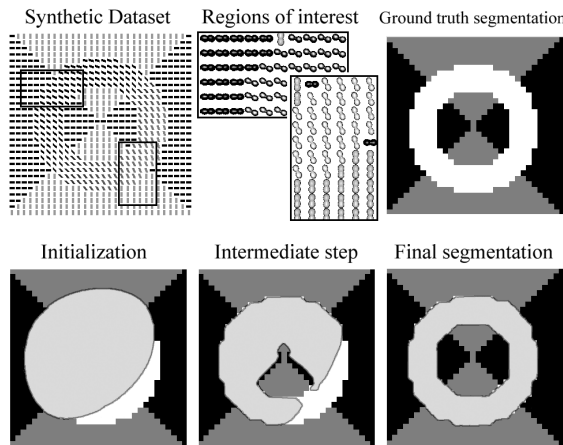 Synthetic Dataset
Regions of interest
Ground truth segmentation
Initialization
Intermediate step
Final segmentation